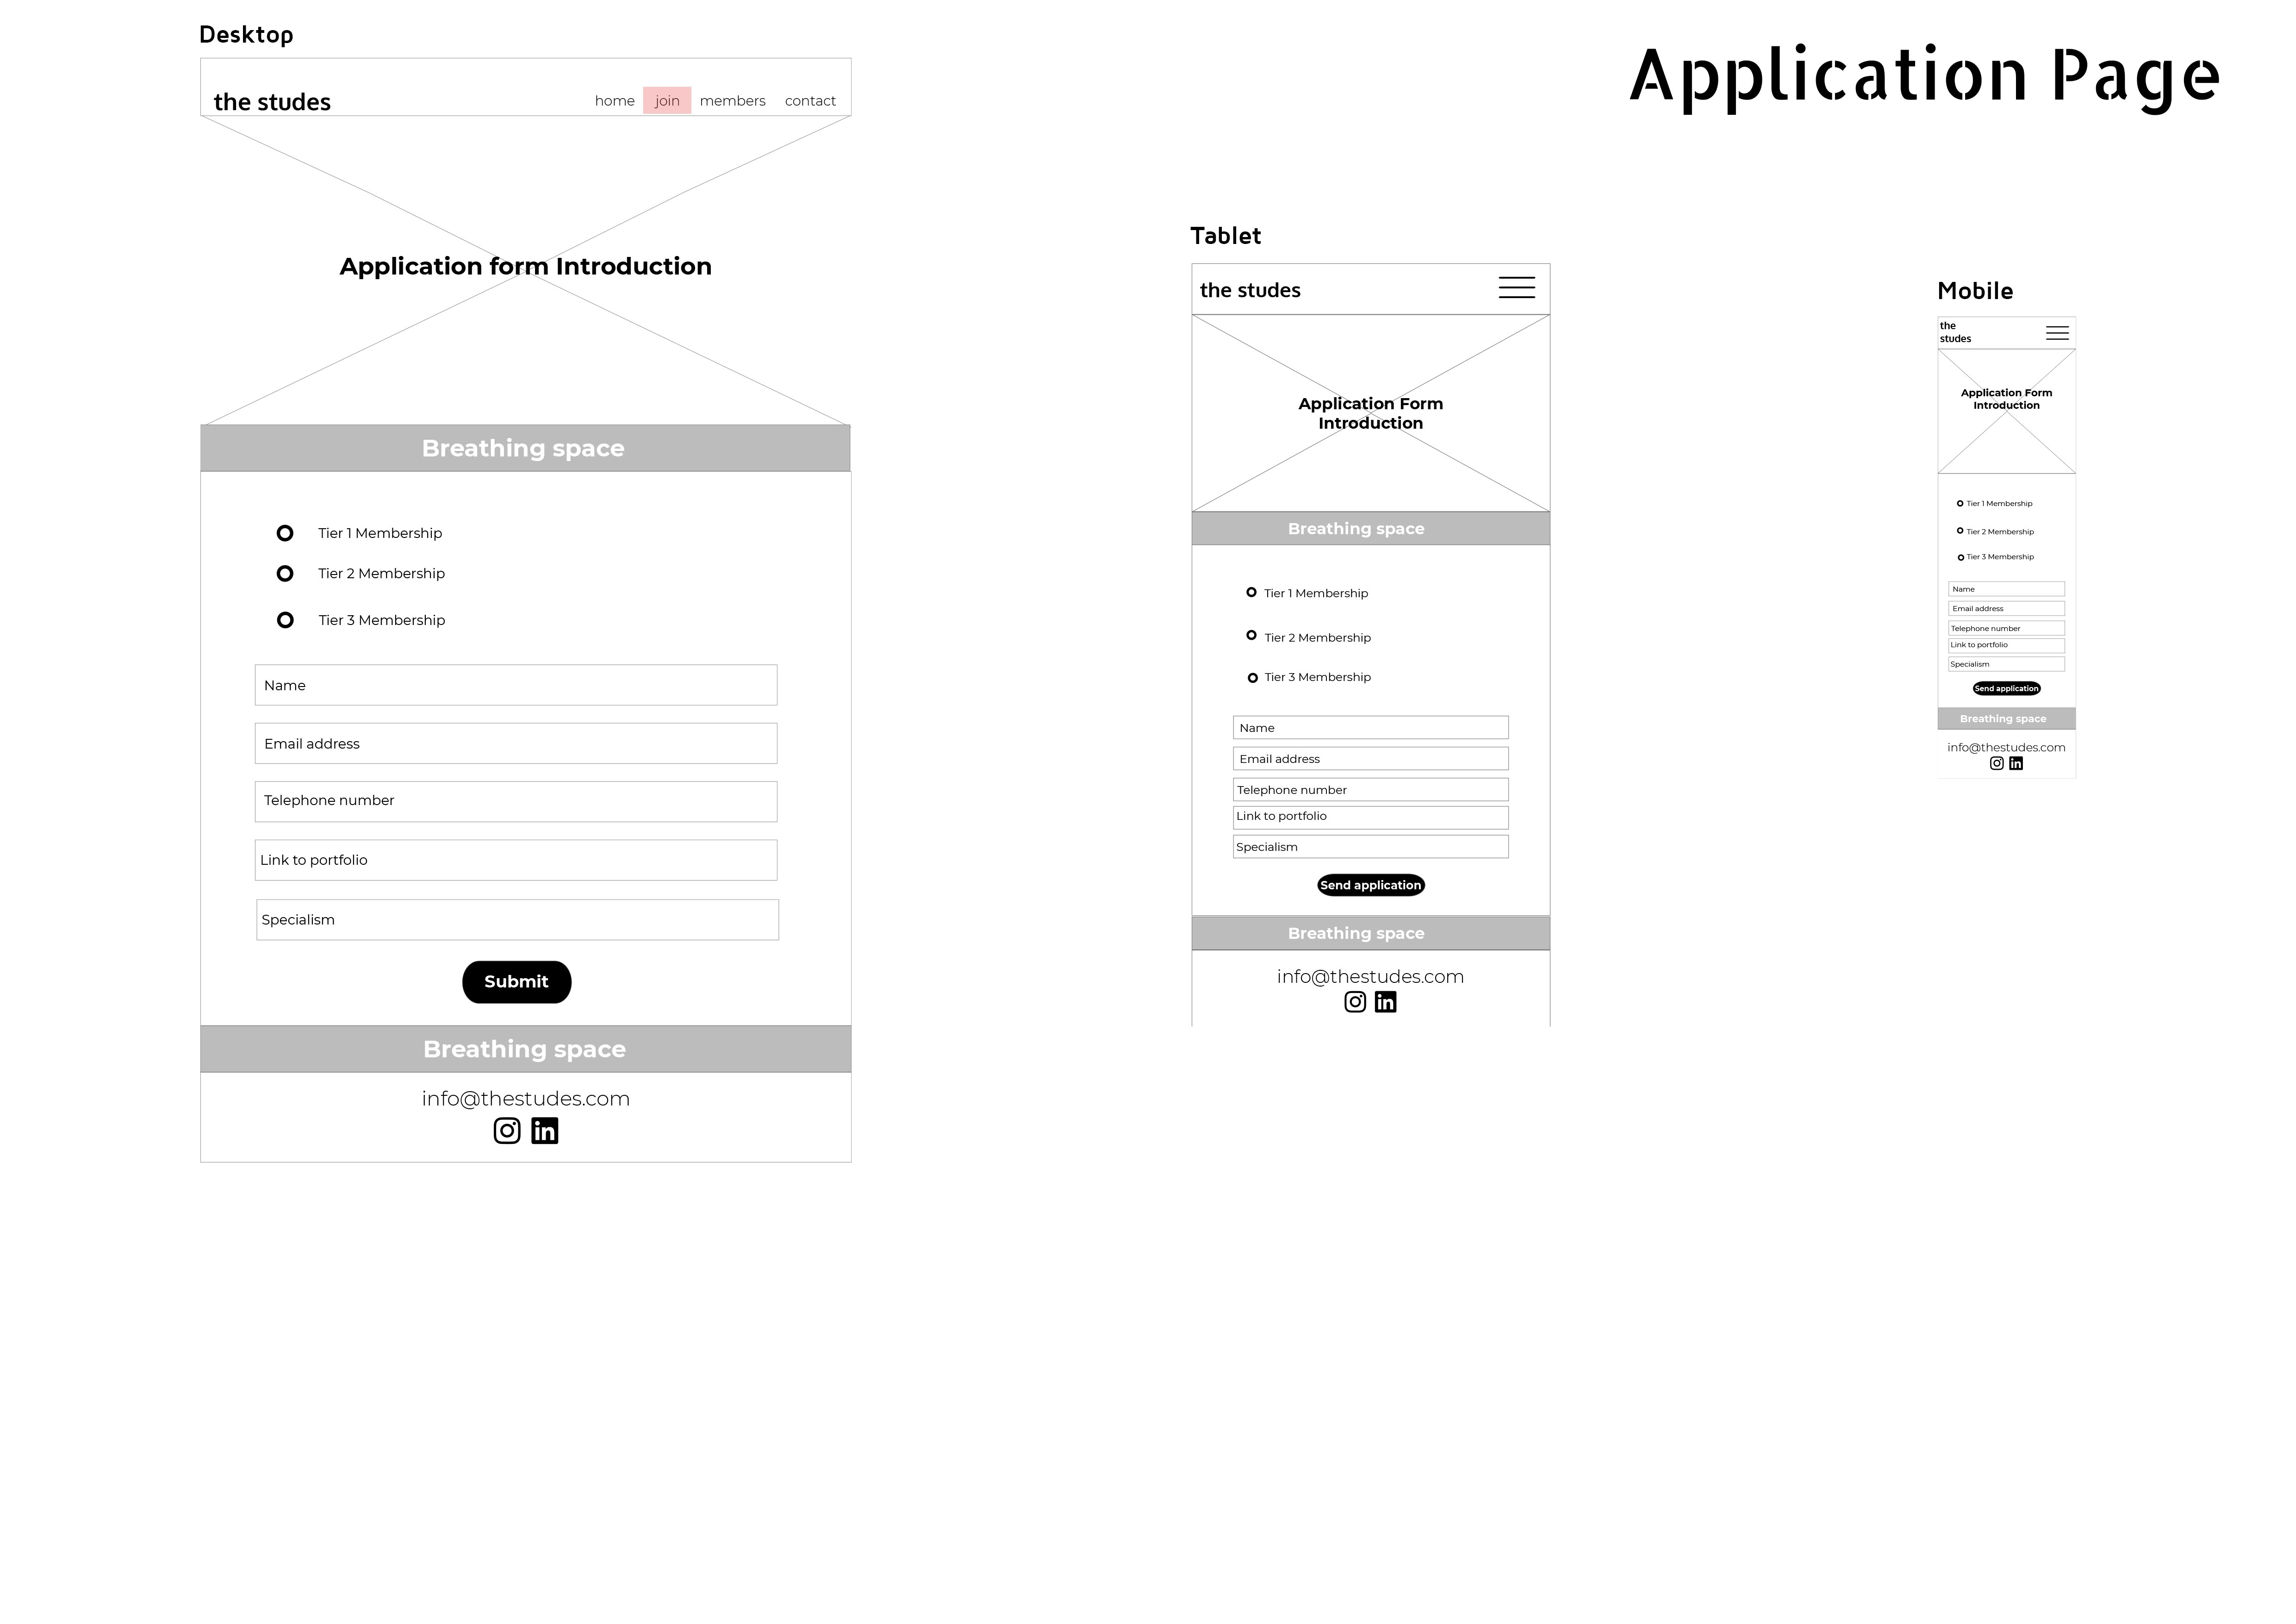 Application Page
Desktop
the studes
home join members contact
Application form Introduction
Breathing space
Tier 1 Membership
Tier 2 Membership
Tier 3 Membership
Name
Email address
Telephone number
Link to portfolio
Specialism
Submit
Breathing space
info@thestudes.com
in
Tablet
the studes
Application Form
Introduction
Breathing space
Tier 1 Membership
Tier 2 Membership
Tier 3 Membership
Name
Email address
Telephone number
Link to portfolio
Specialism
Send application
Breathing space
info@thestudes.com
in
Mobile
the
studes
Application Form
Introduction
Tier 1 Membership
Tier 2 Membership
Tier 3 Membership
Name
Email address
Telephone number
Link to portfolio
Specialism
Send application
Breathing space
info@thestudes.com
in